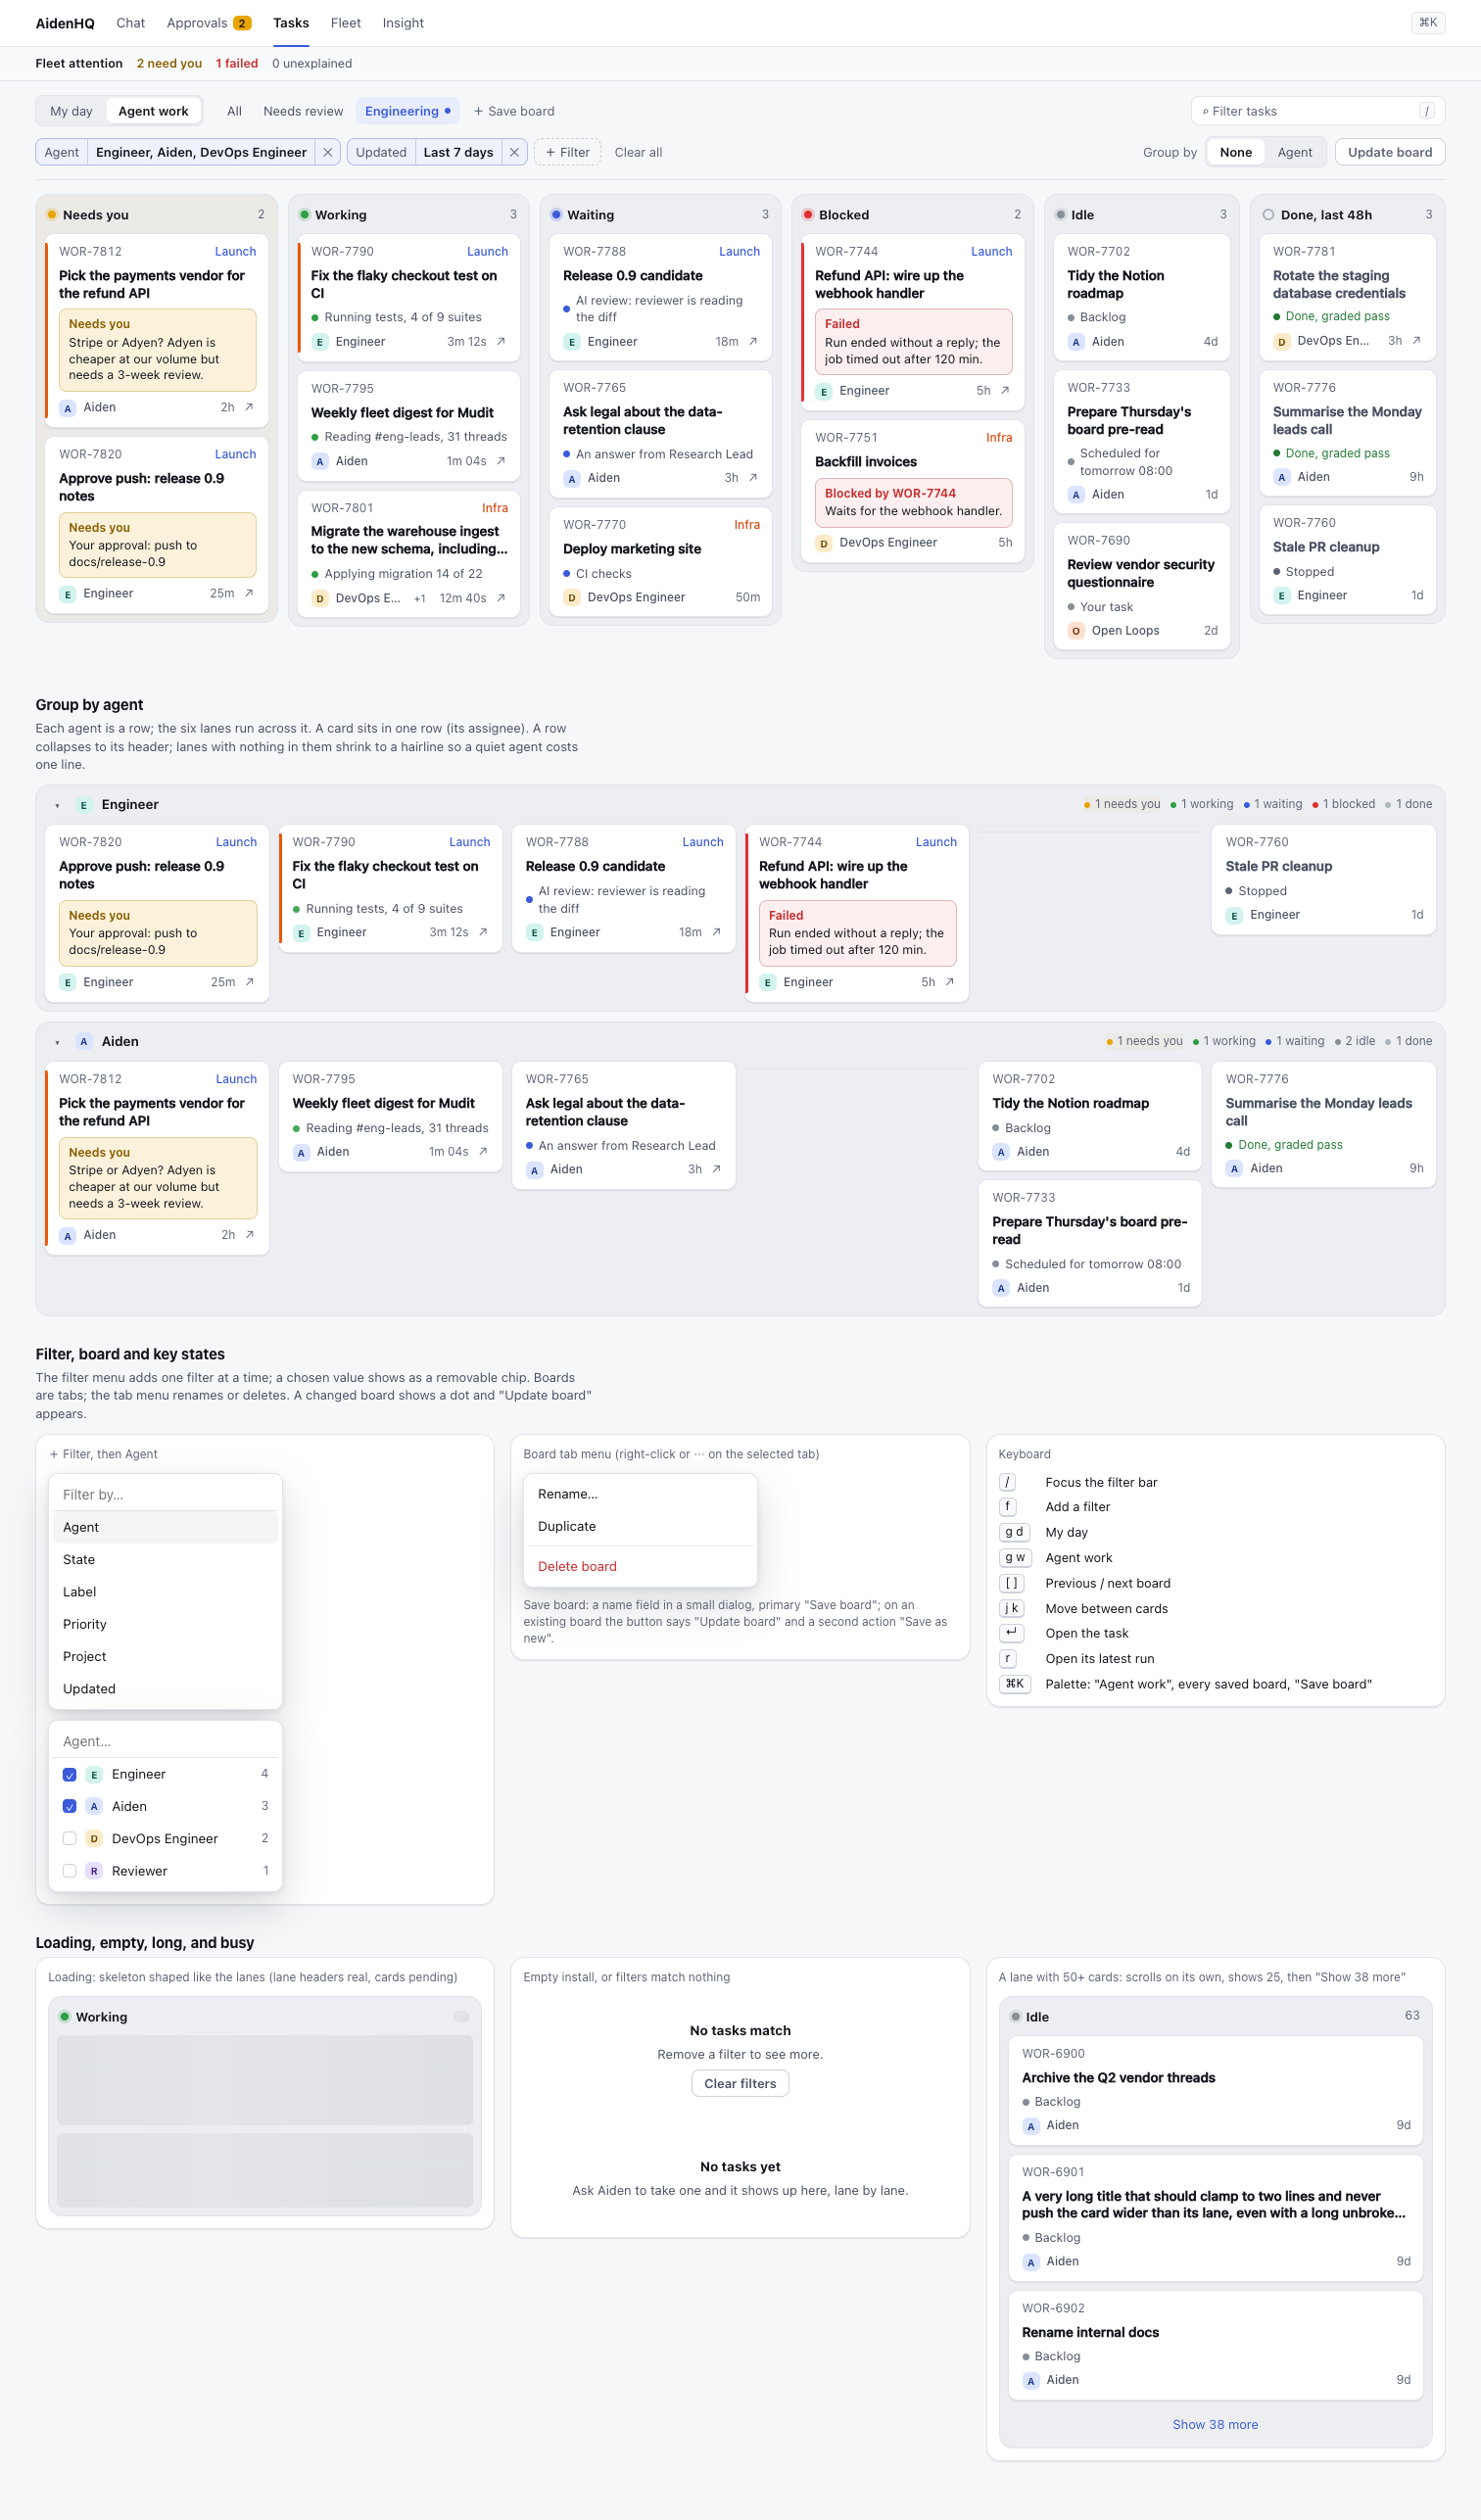 AidenHQ Chat Approvals 2 Tasks Fleet Insight ⌘K
Fleet attention 2 need you 1 failed 0 unexplained
My day Agent work All Needs review Engineering + Save board Filter tasks /
Agent Engineer, Aiden, DevOps Engineer × Updated Last 7 days × + Filter Clear all Group by None Agent Update board
Needs you 2
WOR-7812 Launch
Pick the payments vendor for
the refund API
Needs you
Stripe or Adyen? Adyen is
cheaper at our volume but
needs a 3-week review.
A Aiden 2h ↗
WOR-7820 Launch
Approve push: release 0.9
notes
Needs you
Your approval: push to
docs/release-0.9
E Engineer 25m ↗
Working 3
WOR-7790 Launch
Fix the flaky checkout test on
CI
Running tests, 4 of 9 suites
E Engineer 3m 12s ↗
WOR-7795
Weekly fleet digest for Mudit
Reading #eng-leads, 31 threads
A Aiden 1m 04s ↗
WOR-7801 Infra
Migrate the warehouse ingest
to the new schema, including...
Applying migration 14 of 22
D DevOps E... +1 12m 40s ↗
Waiting 3
WOR-7788 Launch
Release 0.9 candidate
AI review: reviewer is reading
the diff
E Engineer 18m ↗
WOR-7765
Ask legal about the data-
retention clause
An answer from Research Lead
A Aiden 3h ↗
WOR-7770 Infra
Deploy marketing site
CI checks
D DevOps Engineer 50m
Blocked 2
WOR-7744 Launch
Refund API: wire up the
webhook handler
Failed
Run ended without a reply; the
job timed out after 120 min.
E Engineer 5h ↗
WOR-7751 Infra
Backfill invoices
Blocked by WOR-7744
Waits for the webhook handler.
D DevOps Engineer 5h
Idle 3
WOR-7702
Tidy the Notion
roadmap
Backlog
A Aiden 4d
WOR-7733
Prepare Thursday's
board pre-read
Scheduled for
tomorrow 08:00
A Aiden 1d
WOR-7690
Review vendor security
questionnaire
Your task
O Open Loops 2d
Done, last 48h 3
WOR-7781
Rotate the staging
database credentials
Done, graded pass
D DevOps En... 3h ↗
WOR-7776
Summarise the Monday
leads call
Done, graded pass
A Aiden 9h
WOR-7760
Stale PR cleanup
Stopped
E Engineer 1d
Group by agent
Each agent is a row; the six lanes run across it. A card sits in one row (its assignee). A row
collapses to its header; lanes with nothing in them shrink to a hairline so a quiet agent costs
one line.
▾ E Engineer 1 needs you 1 working 1 waiting 1 blocked 1 done
WOR-7820 Launch
Approve push: release 0.9
notes
Needs you
Your approval: push to
docs/release-0.9
E Engineer 25m ↗
WOR-7790 Launch
Fix the flaky checkout test on
CI
Running tests, 4 of 9 suites
E Engineer 3m 12s ↗
WOR-7788 Launch
Release 0.9 candidate
AI review: reviewer is reading
the diff
E Engineer 18m ↗
WOR-7744 Launch
Refund API: wire up the
webhook handler
Failed
Run ended without a reply; the
job timed out after 120 min.
E Engineer 5h ↗
WOR-7760
Stale PR cleanup
Stopped
E Engineer 1d
▾ A Aiden 1 needs you 1 working 1 waiting 2 idle 1 done
WOR-7812 Launch
Pick the payments vendor for
the refund API
Needs you
Stripe or Adyen? Adyen is
cheaper at our volume but
needs a 3-week review.
A Aiden 2h ↗
WOR-7795
Weekly fleet digest for Mudit
Reading #eng-leads, 31 threads
A Aiden 1m 04s ↗
WOR-7765
Ask legal about the data-
retention clause
An answer from Research Lead
A Aiden 3h ↗
WOR-7702
Tidy the Notion roadmap
Backlog
A Aiden 4d
WOR-7733
Prepare Thursday's board pre-
read
Scheduled for tomorrow 08:00
A Aiden 1d
WOR-7776
Summarise the Monday leads
call
Done, graded pass
A Aiden 9h
Filter, board and key states
The filter menu adds one filter at a time; a chosen value shows as a removable chip. Boards
are tabs; the tab menu renames or deletes. A changed board shows a dot and "Update board"
appears.
+ Filter, then Agent
Filter by...
Agent
State
Label
Priority
Project
Updated
Agent...
E Engineer 4
A Aiden 3
D DevOps Engineer 2
R Reviewer 1
Board tab menu (right-click or ⋯ on the selected tab)
Rename...
Duplicate
Delete board
Save board: a name field in a small dialog, primary "Save board"; on an
existing board the button says "Update board" and a second action "Save as
new".
Keyboard
/ Focus the filter bar
f Add a filter
g d My day
g w Agent work
[ ] Previous / next board
j k Move between cards
↵ Open the task
r Open its latest run
⌘K Palette: "Agent work", every saved board, "Save board"
Loading, empty, long, and busy
Loading: skeleton shaped like the lanes (lane headers real, cards pending)
Working
Empty install, or filters match nothing
No tasks match
Remove a filter to see more.
Clear filters
No tasks yet
Ask Aiden to take one and it shows up here, lane by lane.
A lane with 50+ cards: scrolls on its own, shows 25, then "Show 38 more"
Idle 63
WOR-6900
Archive the Q2 vendor threads
Backlog
A Aiden 9d
WOR-6901
A very long title that should clamp to two lines and never
push the card wider than its lane, even with a long unbroke...
Backlog
A Aiden 9d
WOR-6902
Rename internal docs
Backlog
A Aiden 9d
Show 38 more